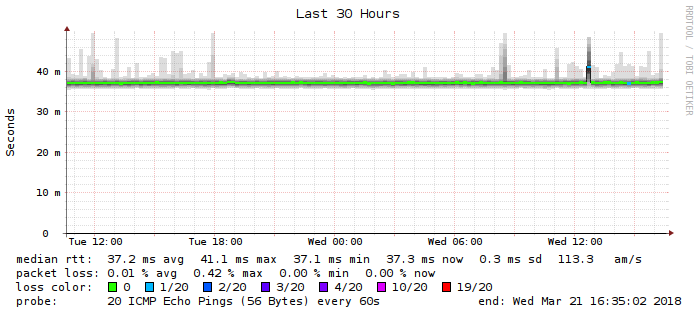 Last 30 Hours
RRDTOOL / TOBI OETIKER
Seconds
40 m
30 m
20 m
10 m
0
Tue 12:00 Tue 18:00 Wed 00:00 Wed 06:00 Wed 12:00
median rtt: 37.2 ms avg 41.1 ms max 37.1 ms min 37.3 ms now 0.3 ms sd 113.3 am/s
packet loss: 0.01 % avg 0.42 % max 0.00 % min 0.00 % now
loss color: 0 1/20 2/20 3/20 4/20 10/20 19/20
probe: 20 ICMP Echo Pings (56 Bytes) every 60s end: Wed Mar 21 16:35:02 2018